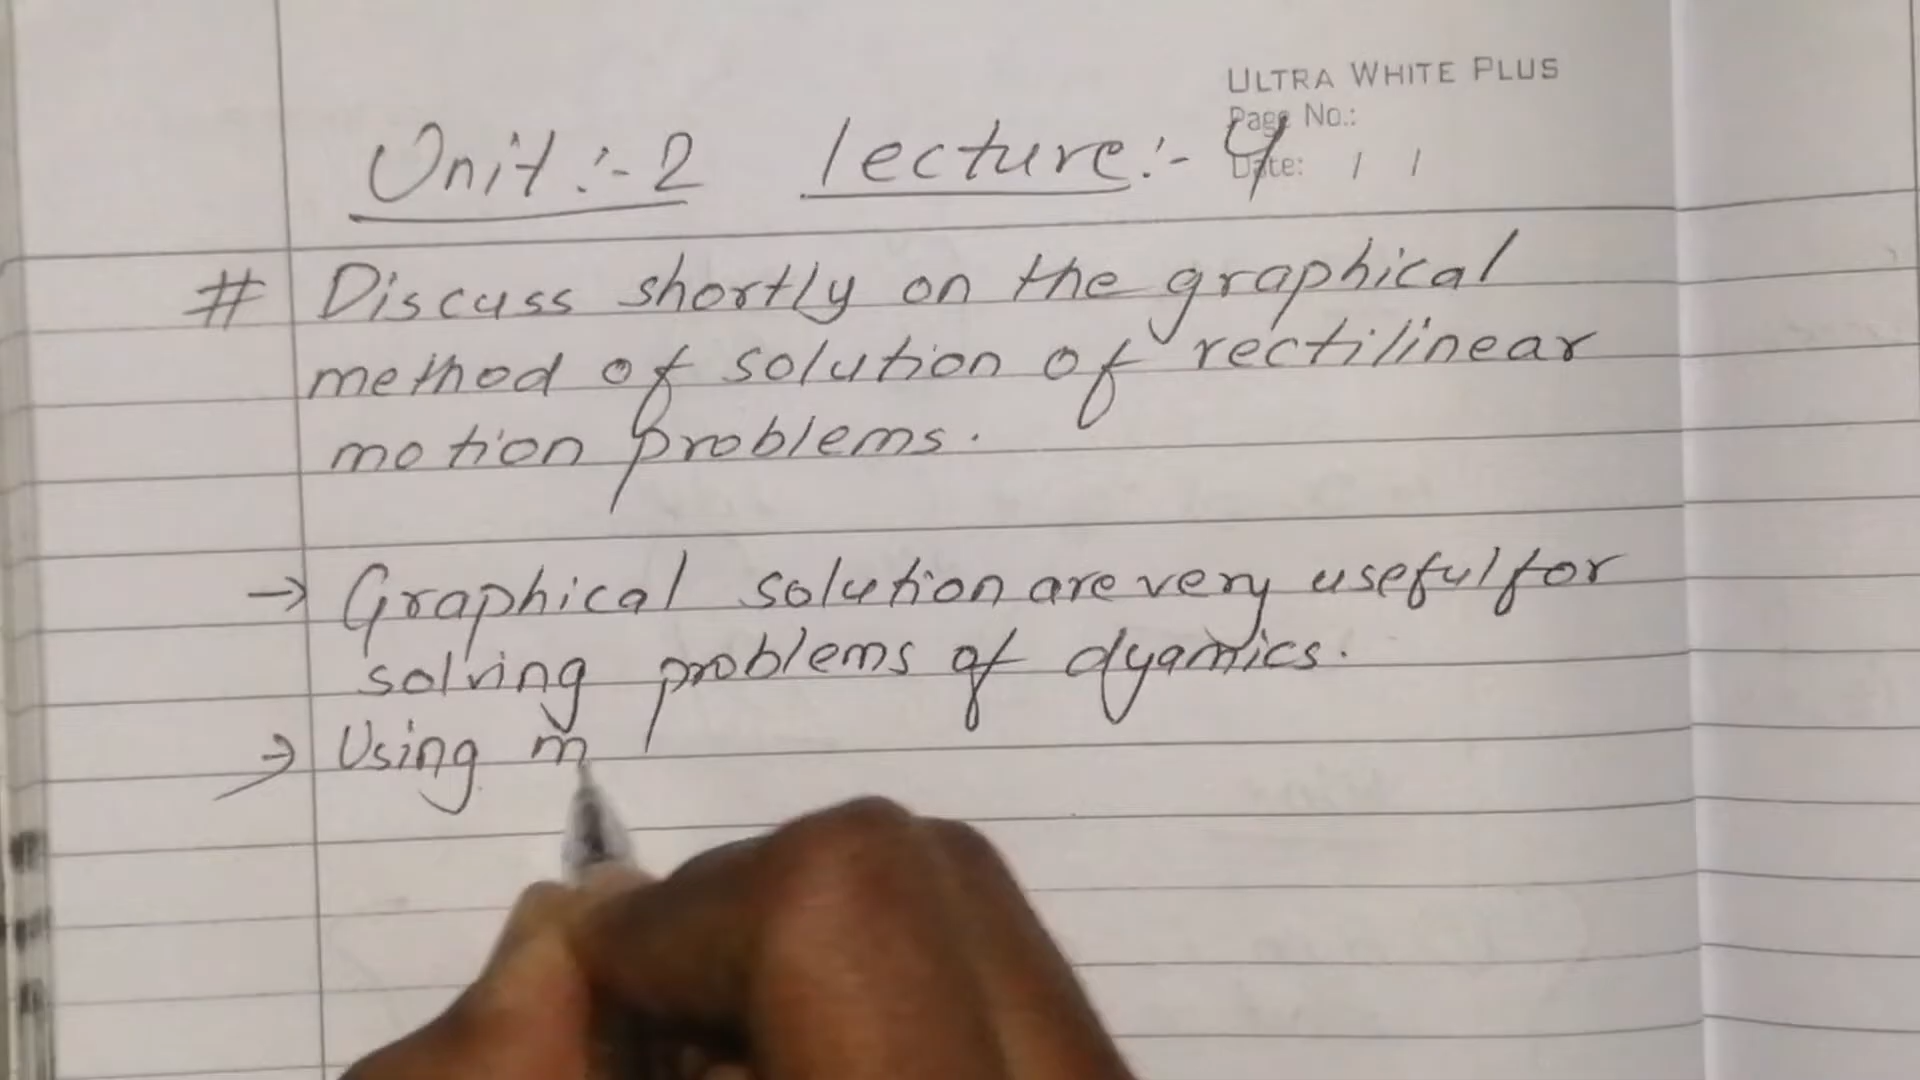 ULTRA WHITE PLUS
Page No.:
Date: / /
Unit :- 2 lecture :- 4
# Discuss shortly on the graphical
method of solution of rectilinear
motion problems.
→ Graphical solution are very useful for
solving problems of dyamics.
→ Using m